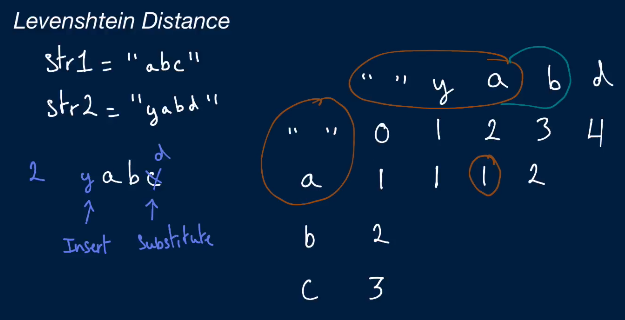 Levenshtein Distance
str1 = "abc"
str2 = "yabd"
2 y a b c d
Insert Substitute
" " y a b d
" " 0 1 2 3 4
a 1 1 1 2
b 2
c 3